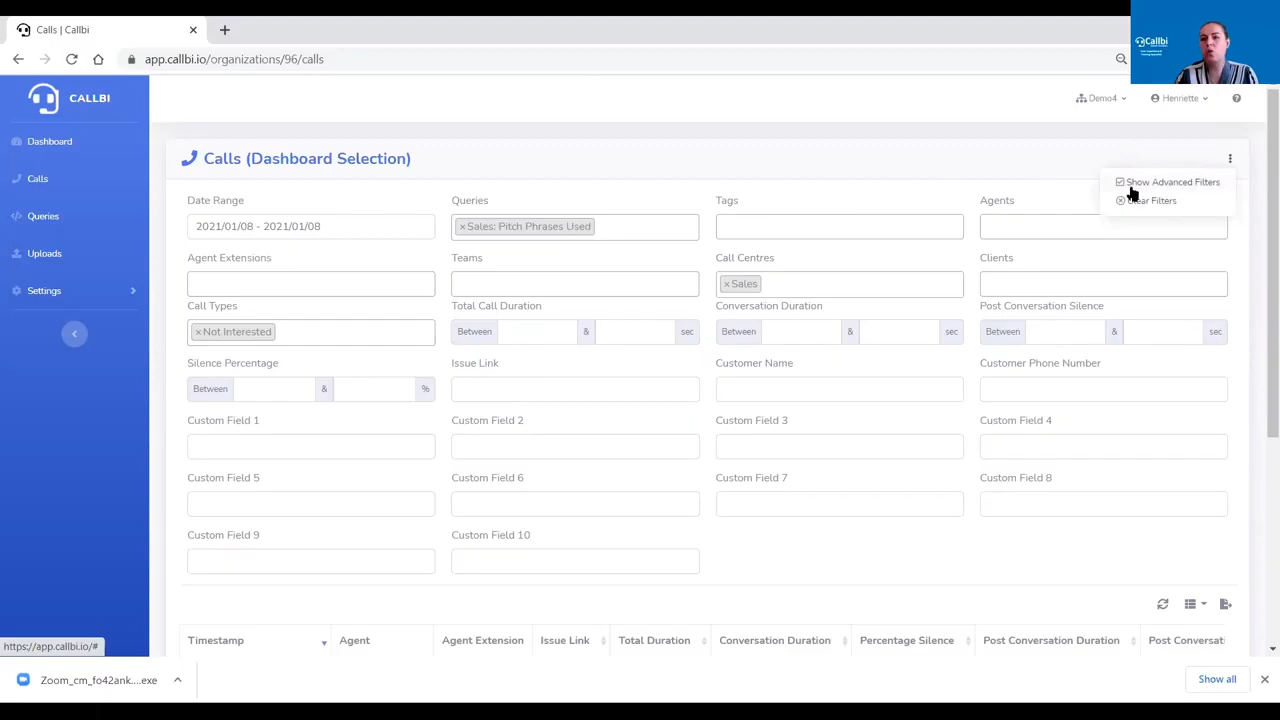 Calls | Callbi
app.callbi.io/organizations/96/calls
Callbi
CALLBI
Demo4
Henriette
Dashboard
Calls
Queries
Uploads
Settings
Calls (Dashboard Selection)
Show Advanced Filters
Clear Filters
Date Range
Queries
Tags
Agents
2021/01/08 - 2021/01/08
×Sales: Pitch Phrases Used
Agent Extensions
Teams
Call Centres
Clients
×Sales
Call Types
Total Call Duration
Conversation Duration
Post Conversation Silence
×Not Interested
Between & sec
Between & sec
Between & sec
Silence Percentage
Issue Link
Customer Name
Customer Phone Number
Between & %
Custom Field 1
Custom Field 2
Custom Field 3
Custom Field 4
Custom Field 5
Custom Field 6
Custom Field 7
Custom Field 8
Custom Field 9
Custom Field 10
Timestamp
Agent
Agent Extension
Issue Link
Total Duration
Conversation Duration
Percentage Silence
Post Conversation Duration
Post Conversati
https://app.callbi.io/#
Zoom_cm_fo42ank....exe
Show all